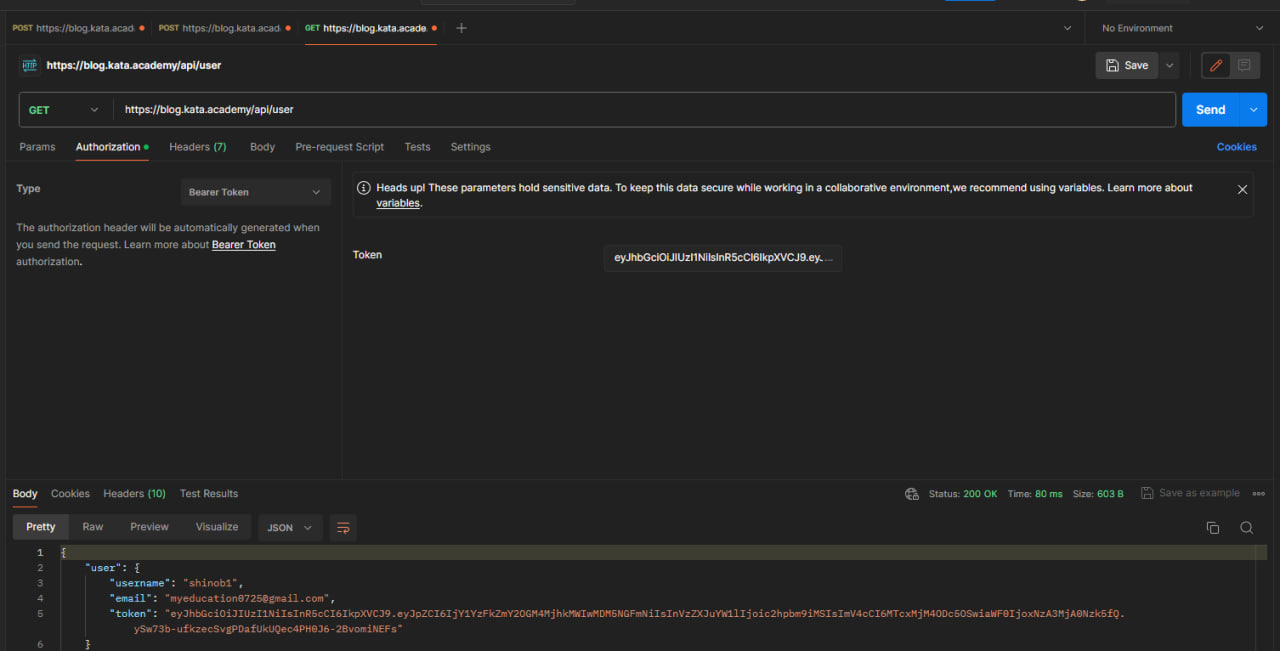 POST https://blog.kata.acad
POST https://blog.kata.acad
GET https://blog.kata.acade
No Environment
HTTP https://blog.kata.academy/api/user
Save
GET https://blog.kata.academy/api/user
Send
Params Authorization Headers (7) Body Pre-request Script Tests Settings Cookies
Type Bearer Token
The authorization header will be automatically generated when
you send the request. Learn more about Bearer Token
authorization.
Heads up! These parameters hold sensitive data. To keep this data secure while working in a collaborative environment,we recommend using variables. Learn more about
variables.
Token eyJhbGciOiJIUzI1NiIsInR5cCI6IkpXVCJ9.ey. ...
Body Cookies Headers (10) Test Results Status: 200 OK Time: 80 ms Size: 603 B Save as example
Pretty Raw Preview Visualize JSON
1 {
2 "user": {
3 "username": "shinob1",
4 "email": "myeducation0725@gmail.com",
5 "token": "eyJhbGciOiJIUzI1NiIsInR5cCI6IkpXVCJ9.eyJpZCI6IjY1YzFkZmY2OGM4MjhkMWIwMDM5NGFmNiIsInVzZXJuYW1lIjoic2hpbm9iMSIsImV4cCI6MTcxMjM4ODc5OSwiaWF0IjoxNzA3MjA0Nzk5fQ.
ySw73b-ufkzecSvgPDafUkUQec4PH0J6-2BvomiNEFs"
6 }